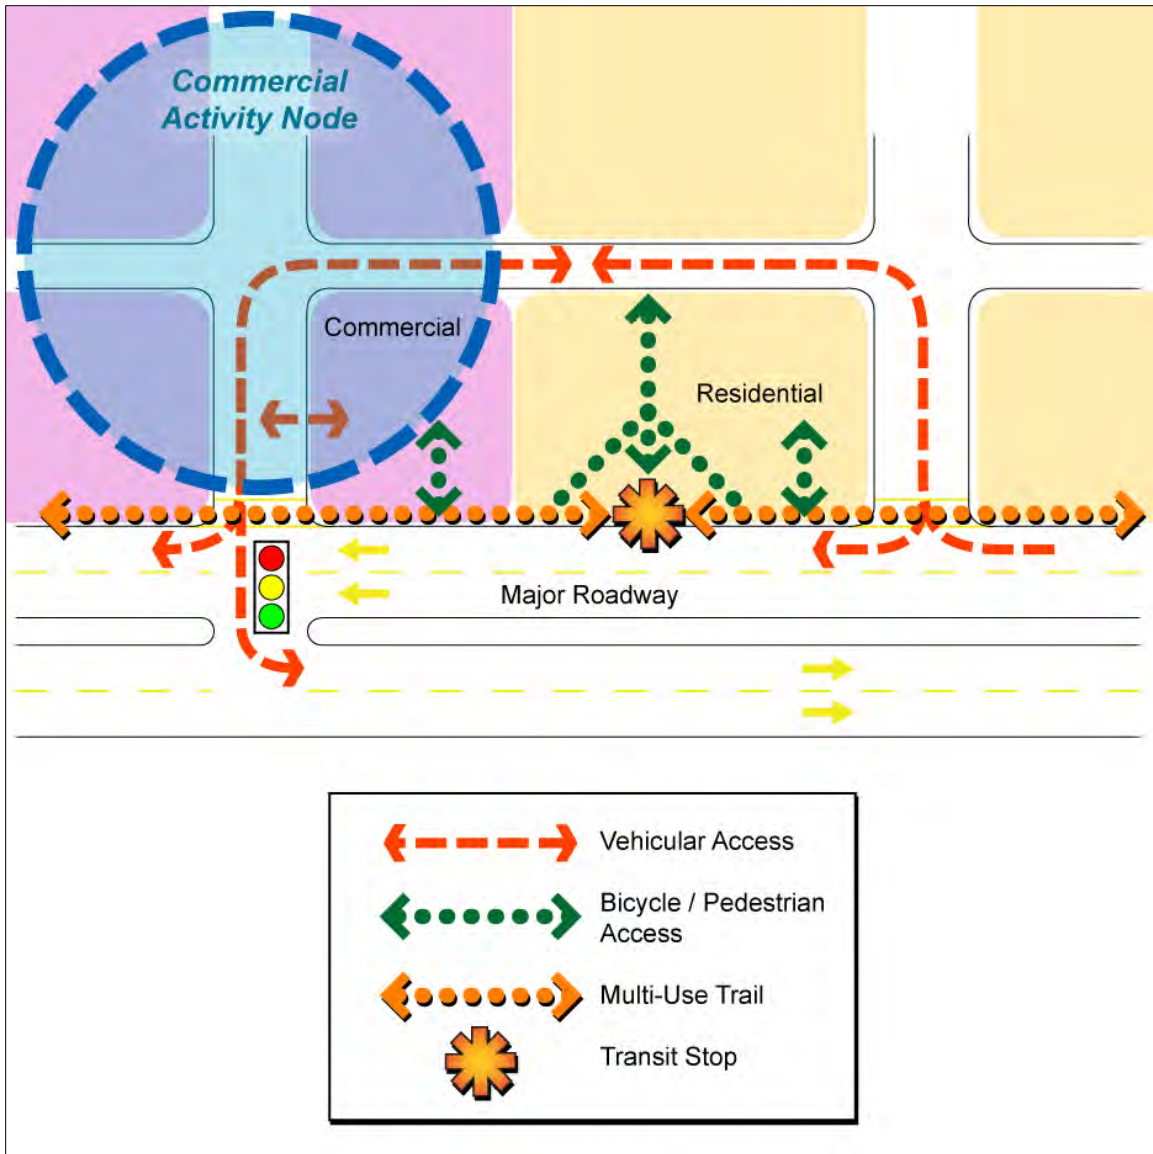 Commercial
Activity Node
Commercial
Residential
Major Roadway
Vehicular Access
Bicycle / Pedestrian
Access
Multi-Use Trail
Transit Stop